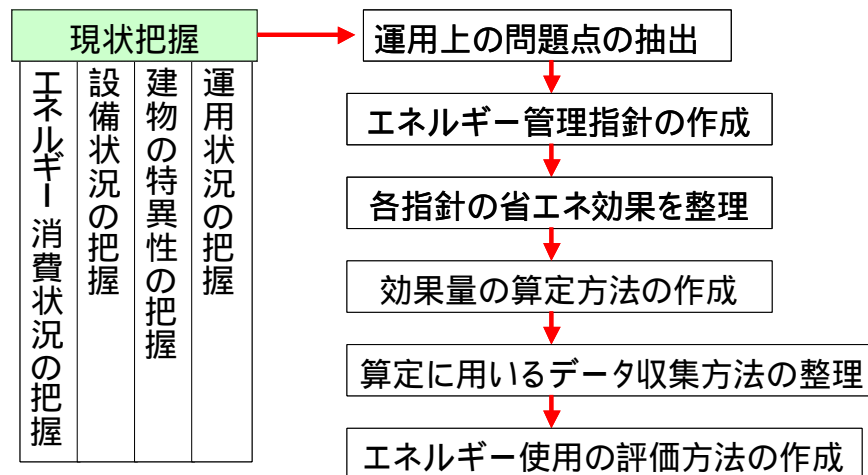 現状把握
エネルギー消費状況の把握
設備状況の把握
建物の特異性の把握
運用状況の把握
運用上の問題点の抽出
エネルギー管理指針の作成
各指針の省エネ効果を整理
効果量の算定方法の作成
算定に用いるデータ収集方法の整理
エネルギー使用の評価方法の作成